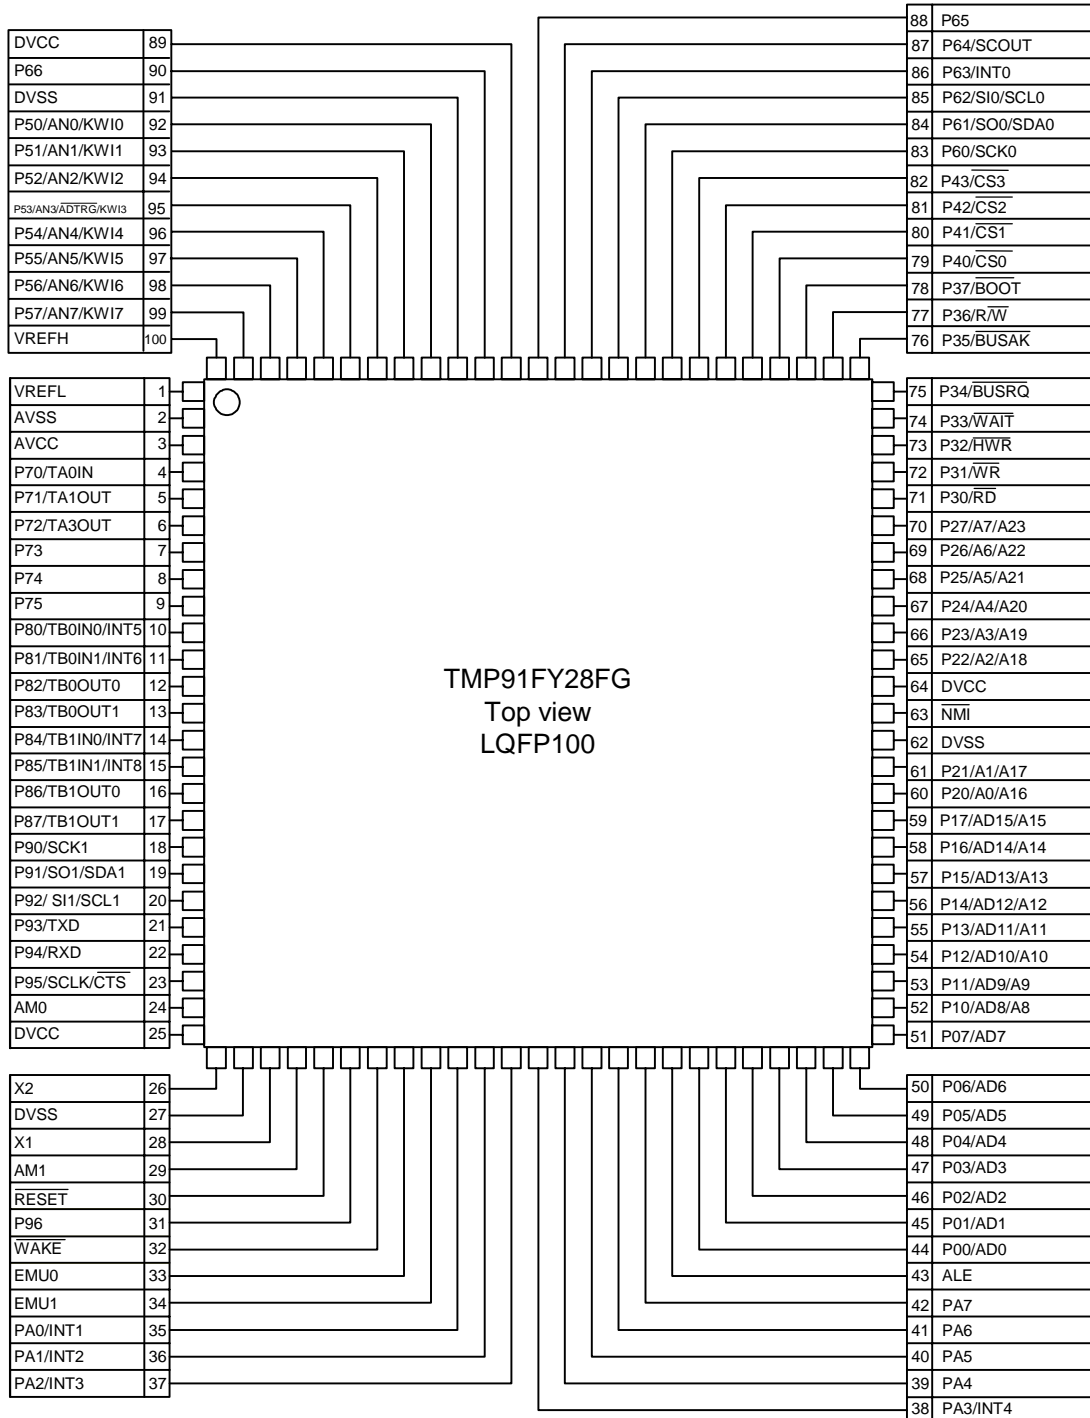 DVCC 89
P66 90
DVSS 91
P50/AN0/KWI0 92
P51/AN1/KWI1 93
P52/AN2/KWI2 94
P53/AN3/ADTRG/KWI3 95
P54/AN4/KWI4 96
P55/AN5/KWI5 97
P56/AN6/KWI6 98
P57/AN7/KWI7 99
VREFH 100
88 P65
87 P64/SCOUT
86 P63/INT0
85 P62/SI0/SCL0
84 P61/SO0/SDA0
83 P60/SCK0
82 P43/CS3
81 P42/CS2
80 P41/CS1
79 P40/CS0
78 P37/BOOT
77 P36/R/W
76 P35/BUSAK
VREFL 1
AVSS 2
AVCC 3
P70/TA0IN 4
P71/TA1OUT 5
P72/TA3OUT 6
P73 7
P74 8
P75 9
P80/TB0IN0/INT5 10
P81/TB0IN1/INT6 11
P82/TB0OUT0 12
P83/TB0OUT1 13
P84/TB1IN0/INT7 14
P85/TB1IN1/INT8 15
P86/TB1OUT0 16
P87/TB1OUT1 17
P90/SCK1 18
P91/SO1/SDA1 19
P92/ SI1/SCL1 20
P93/TXD 21
P94/RXD 22
P95/SCLK/CTS 23
AM0 24
DVCC 25
TMP91FY28FG
Top view
LQFP100
75 P34/BUSRQ
74 P33/WAIT
73 P32/HWR
72 P31/WR
71 P30/RD
70 P27/A7/A23
69 P26/A6/A22
68 P25/A5/A21
67 P24/A4/A20
66 P23/A3/A19
65 P22/A2/A18
64 DVCC
63 NMI
62 DVSS
61 P21/A1/A17
60 P20/A0/A16
59 P17/AD15/A15
58 P16/AD14/A14
57 P15/AD13/A13
56 P14/AD12/A12
55 P13/AD11/A11
54 P12/AD10/A10
53 P11/AD9/A9
52 P10/AD8/A8
51 P07/AD7
X2 26
DVSS 27
X1 28
AM1 29
RESET 30
P96 31
WAKE 32
EMU0 33
EMU1 34
PA0/INT1 35
PA1/INT2 36
PA2/INT3 37
50 P06/AD6
49 P05/AD5
48 P04/AD4
47 P03/AD3
46 P02/AD2
45 P01/AD1
44 P00/AD0
43 ALE
42 PA7
41 PA6
40 PA5
39 PA4
38 PA3/INT4